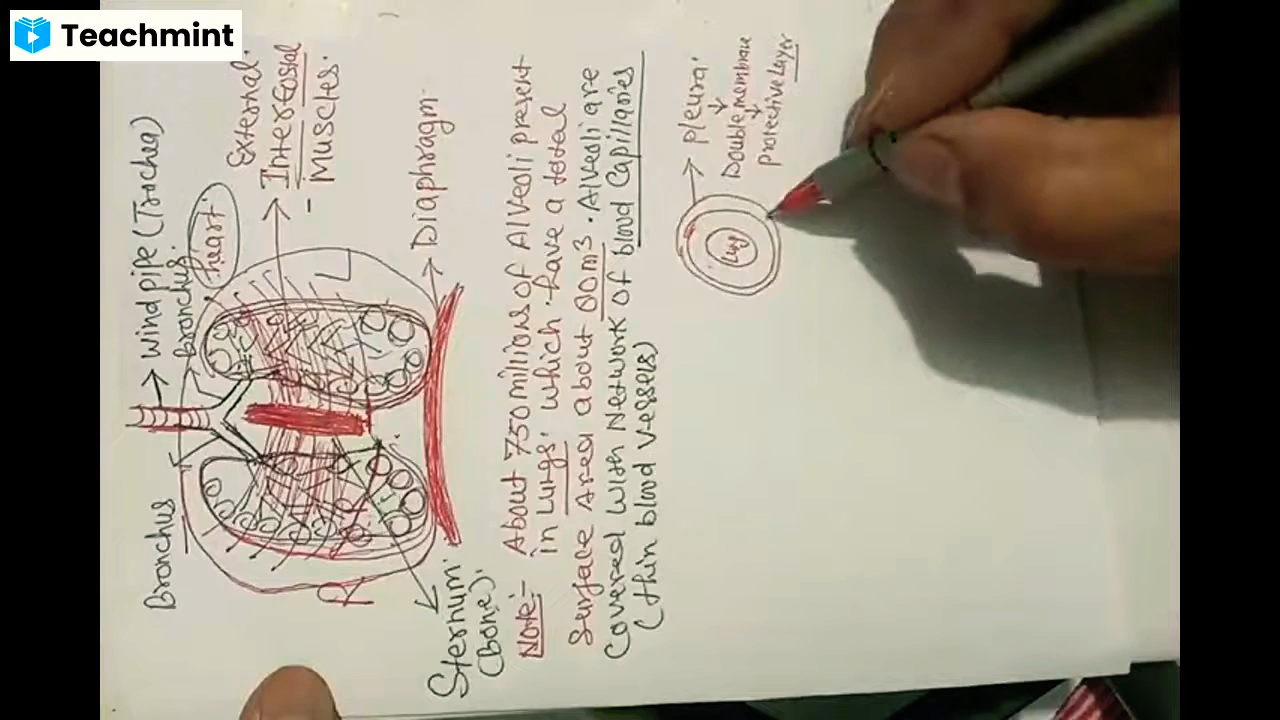 Teachmint
wind pipe (Trachea)
bronchus
heart
External
Intercostal
- Muscles.
Bronchus
L
R
Diaphragm
Sternum.
(bone).
Note:- About 750 millions of Alveoli present
in Lungs. Which have a total
Surface Area about 80m³. Alveoli are
Covered with Network of blood Capillaries
(thin blood vessels)
Pleura.
Double membrane
protective Layer
Lung